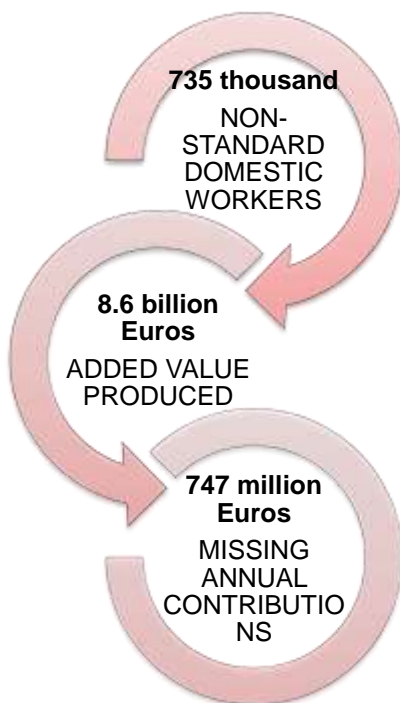 735 thousand
NON-
STANDARD
DOMESTIC
WORKERS
8.6 billion
Euros
ADDED VALUE
PRODUCED
747 million
Euros
MISSING
ANNUAL
CONTRIBUTIO
NS